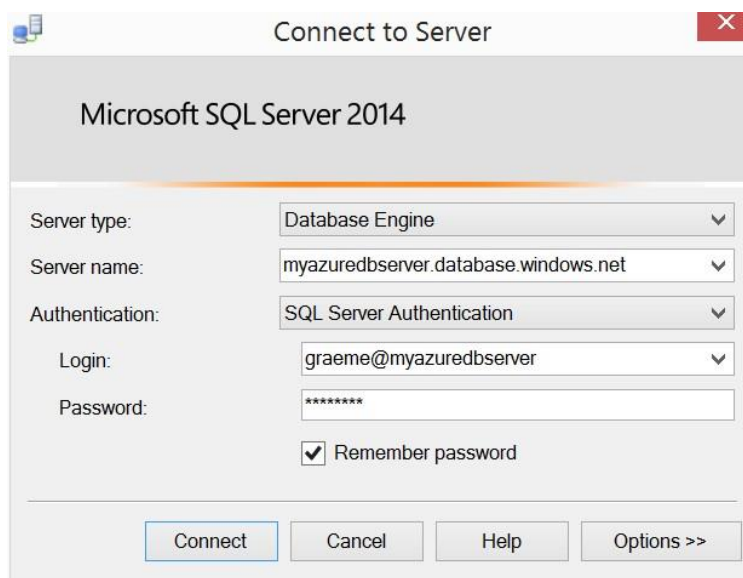 Connect to Server
Microsoft SQL Server 2014
Server type: Database Engine
Server name: myazuredbserver.database.windows.net
Authentication: SQL Server Authentication
Login: graeme@myazuredbserver
Password: ********
Remember password
Connect Cancel Help Options >>